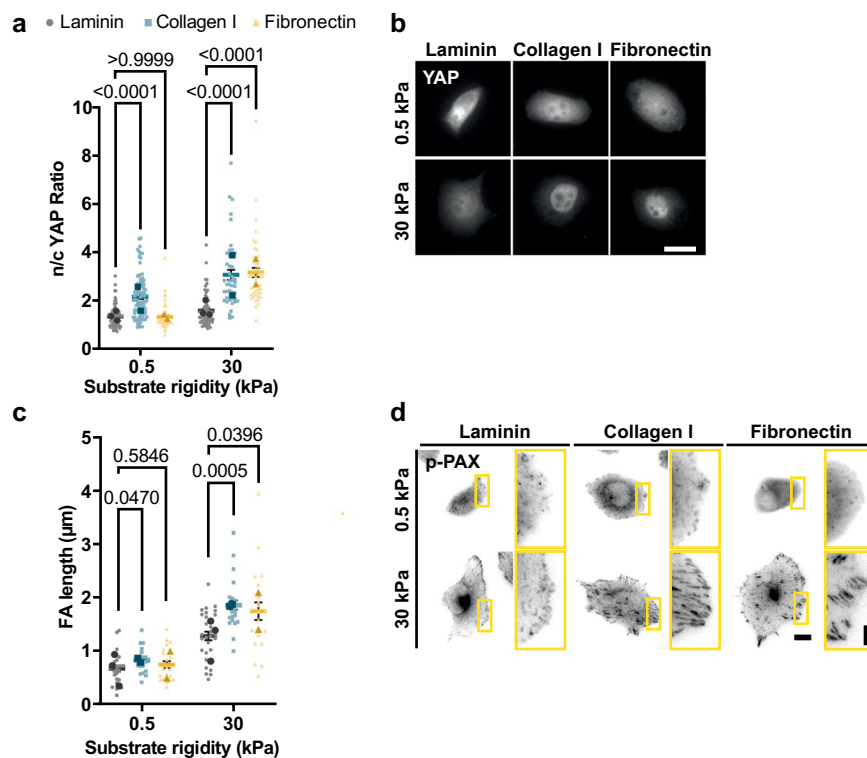 a
Laminin Collagen I Fibronectin
>0.9999
<0.0001
<0.0001
<0.0001
10
8
6
4
2
0
n/c YAP Ratio
0.5 30
Substrate rigidity (kPa)
b
Laminin Collagen I Fibronectin
YAP
0.5 kPa
30 kPa
c
0.5846
0.0470
0.0396
0.0005
5
4
3
2
1
0
FA length (µm)
0.5 30
Substrate rigidity (kPa)
d
Laminin Collagen I Fibronectin
p-PAX
0.5 kPa
30 kPa